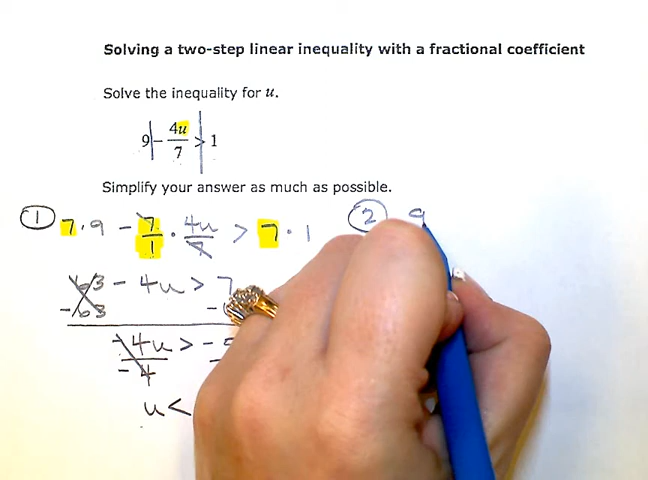 Solving a two-step linear inequality with a fractional coefficient
Solve the inequality for u.
9 - 4u/7 > 1
Simplify your answer as much as possible.
① 7 · 9 - 7/1 · 4u/7 > 7 · 1
② 9
63 - 4u > 7
-63 -
-4u > -5
-4 -
u <